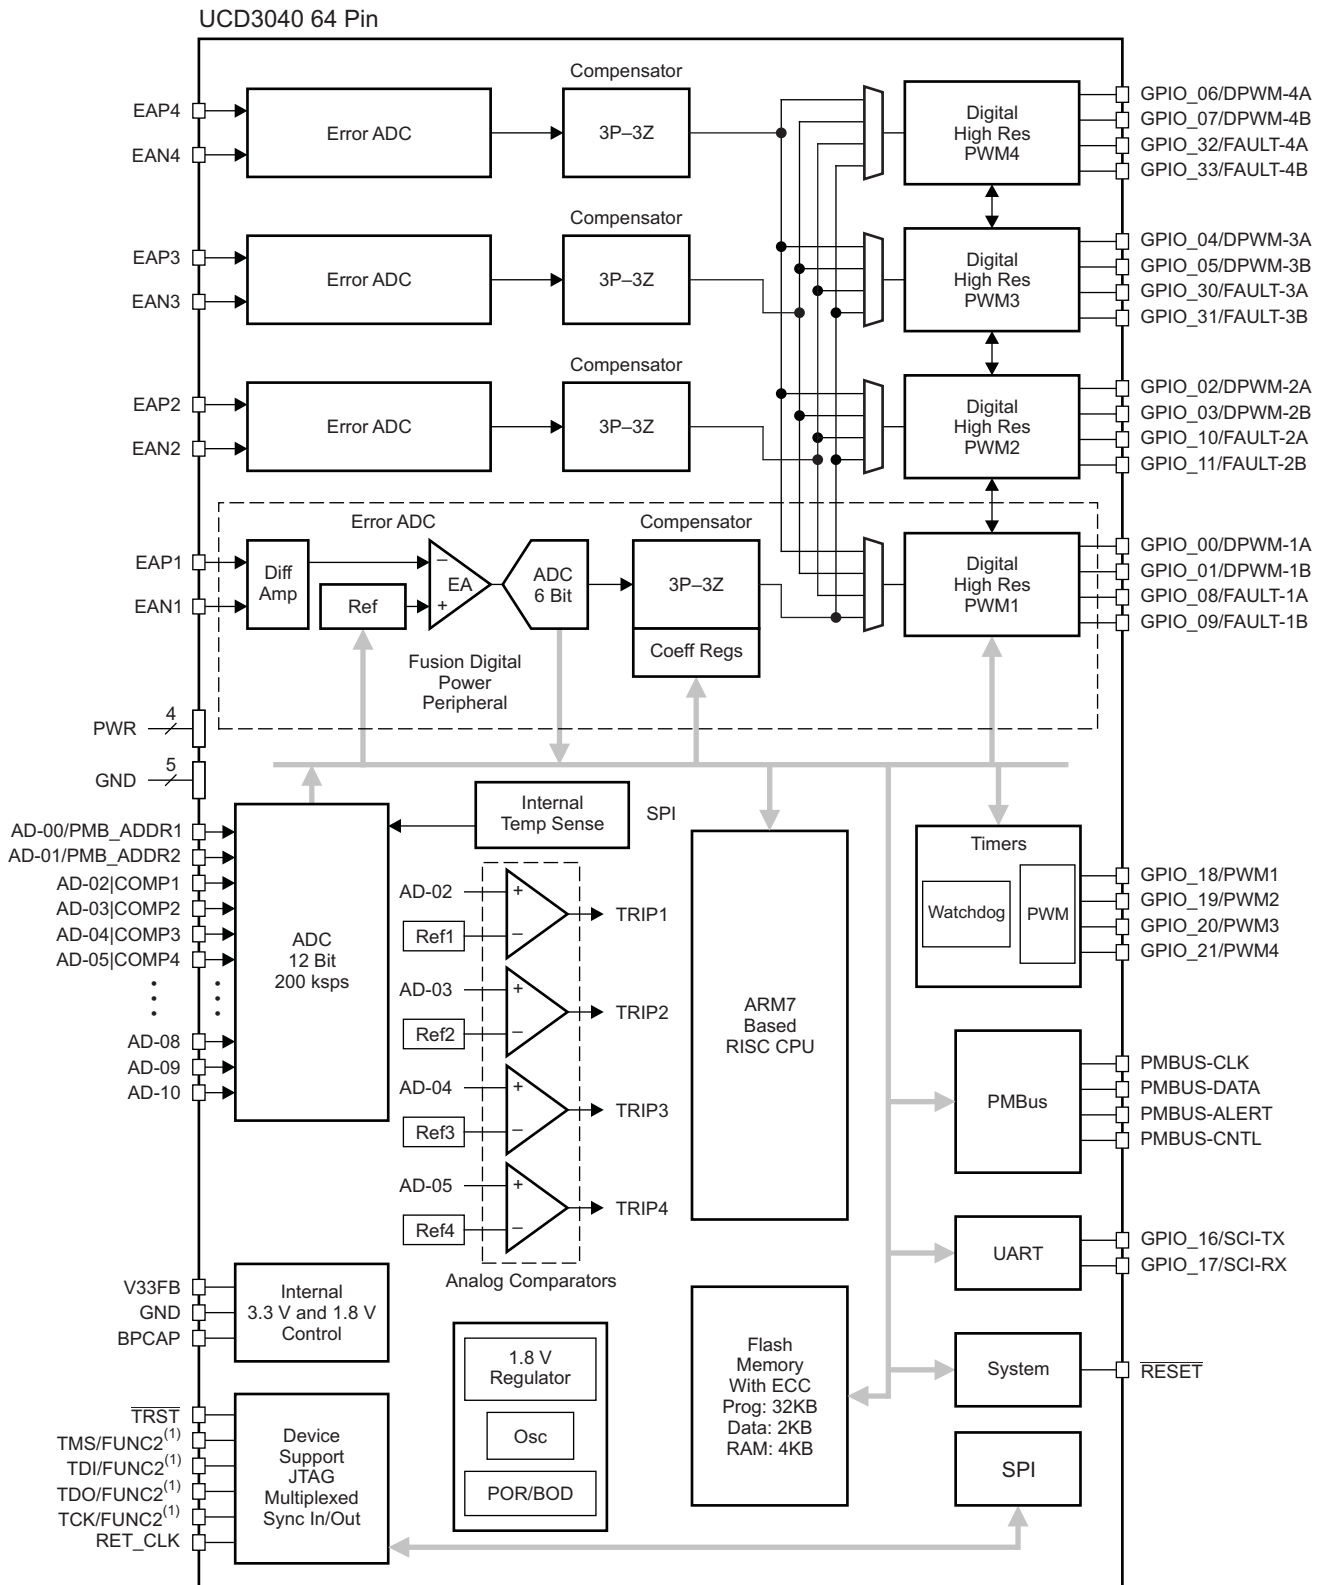 UCD3040 64 Pin
EAP4
EAN4
Error ADC
Compensator
3P–3Z
Digital
High Res
PWM4
GPIO_06/DPWM-4A
GPIO_07/DPWM-4B
GPIO_32/FAULT-4A
GPIO_33/FAULT-4B
EAP3
EAN3
Error ADC
Compensator
3P–3Z
Digital
High Res
PWM3
GPIO_04/DPWM-3A
GPIO_05/DPWM-3B
GPIO_30/FAULT-3A
GPIO_31/FAULT-3B
EAP2
EAN2
Error ADC
Compensator
3P–3Z
Digital
High Res
PWM2
GPIO_02/DPWM-2A
GPIO_03/DPWM-2B
GPIO_10/FAULT-2A
GPIO_11/FAULT-2B
EAP1
EAN1
Error ADC
Diff
Amp
Ref
–
+
EA
ADC
6 Bit
Compensator
3P–3Z
Coeff Regs
Digital
High Res
PWM1
GPIO_00/DPWM-1A
GPIO_01/DPWM-1B
GPIO_08/FAULT-1A
GPIO_09/FAULT-1B
Fusion Digital
Power
Peripheral
PWR
4
GND
5
AD-00/PMB_ADDR1
AD-01/PMB_ADDR2
AD-02|COMP1
AD-03|COMP2
AD-04|COMP3
AD-05|COMP4
AD-08
AD-09
AD-10
ADC
12 Bit
200 ksps
Internal
Temp Sense
SPI
AD-02
Ref1
+
–
TRIP1
AD-03
Ref2
+
–
TRIP2
AD-04
Ref3
+
–
TRIP3
AD-05
Ref4
+
–
TRIP4
Analog Comparators
ARM7
Based
RISC CPU
Timers
Watchdog
PWM
GPIO_18/PWM1
GPIO_19/PWM2
GPIO_20/PWM3
GPIO_21/PWM4
PMBus
PMBUS-CLK
PMBUS-DATA
PMBUS-ALERT
PMBUS-CNTL
UART
GPIO_16/SCI-TX
GPIO_17/SCI-RX
V33FB
GND
BPCAP
Internal
3.3 V and 1.8 V
Control
1.8 V
Regulator
Osc
POR/BOD
Flash
Memory
With ECC
Prog: 32KB
Data: 2KB
RAM: 4KB
System
RESET
SPI
TRST
TMS/FUNC2(1)
TDI/FUNC2(1)
TDO/FUNC2(1)
TCK/FUNC2(1)
RET_CLK
Device
Support
JTAG
Multiplexed
Sync In/Out